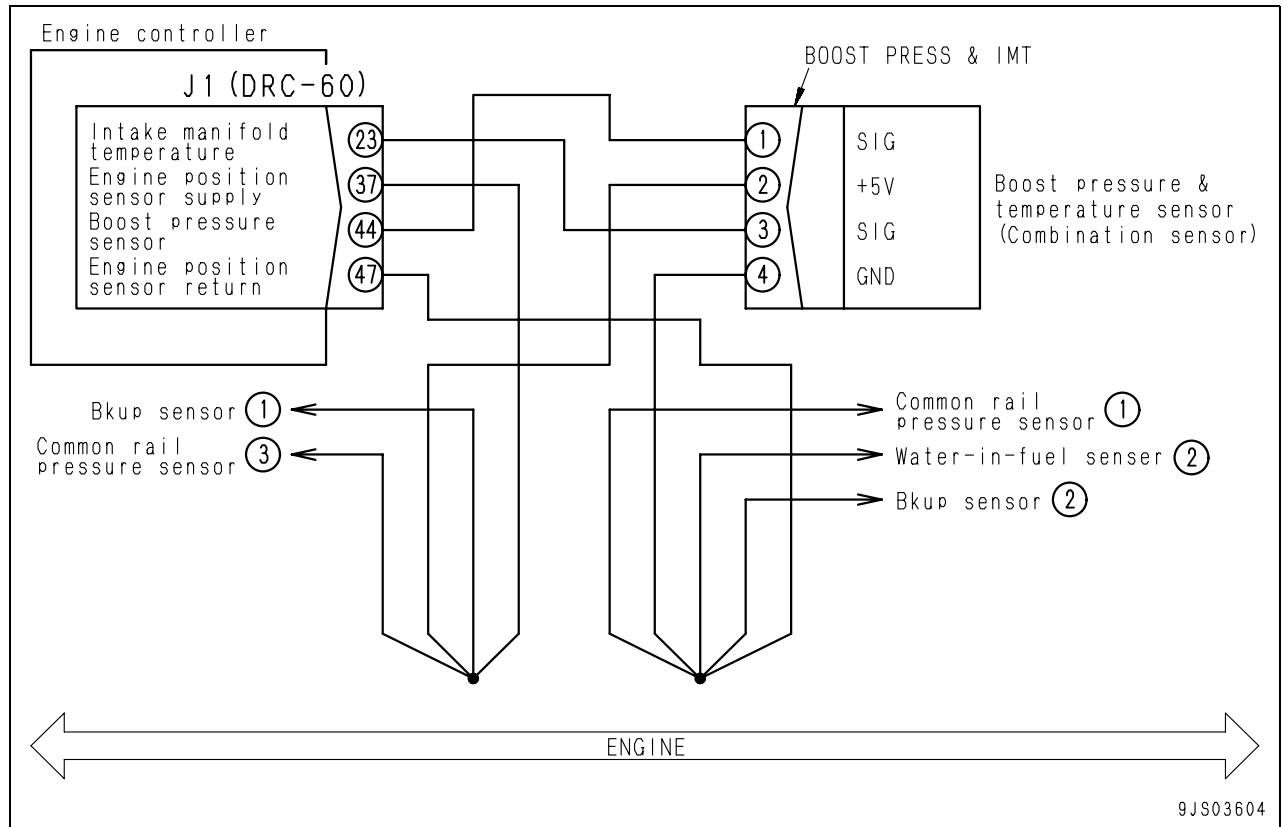 Engine controller
J1 (DRC-60)
Intake manifold
temperature
23
Engine position
sensor supply
37
Boost pressure
sensor
44
Engine position
sensor return
47
BOOST PRESS & IMT
1 SIG
2 +5V
3 SIG
4 GND
Boost pressure &
temperature sensor
(Combination sensor)
Bkup sensor 1
Common rail
pressure sensor 3
Common rail
pressure sensor 1
Water-in-fuel senser 2
Bkup sensor 2
ENGINE
9JS03604